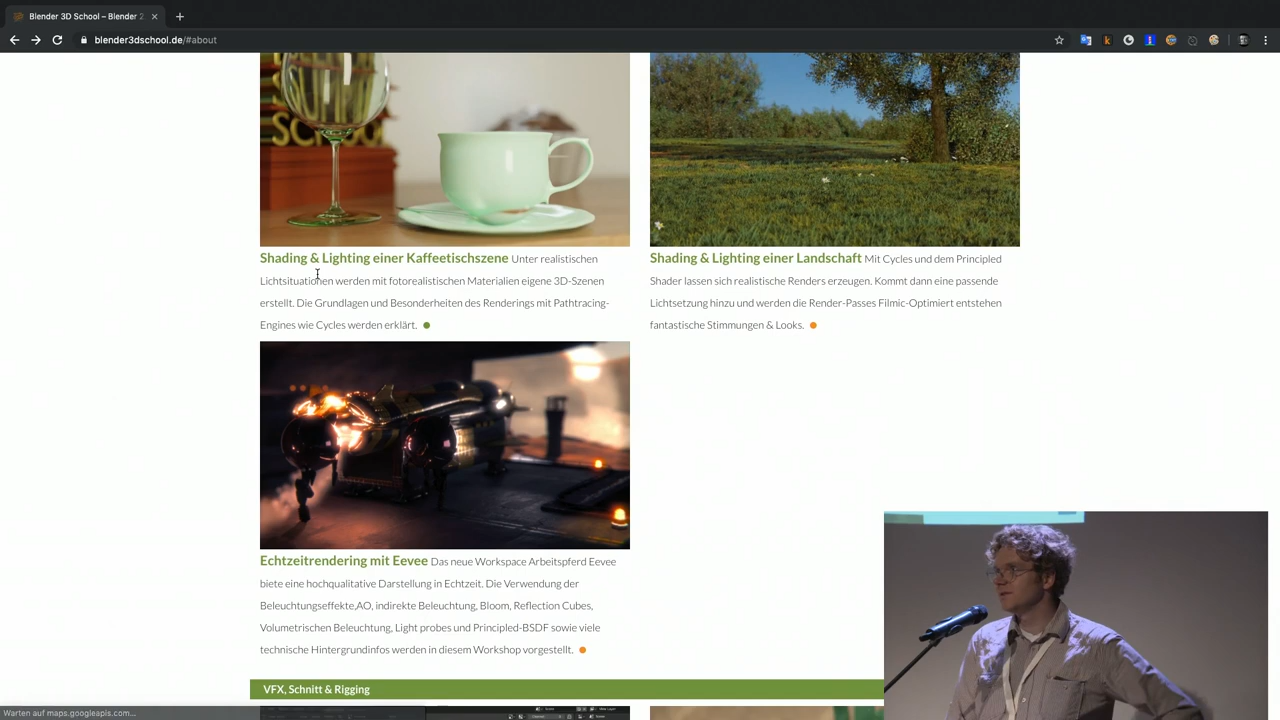 Blender 3D School – Blender 2
blender3dschool.de/#about
SCHOOL
Shading & Lighting einer Kaffeetischszene Unter realistischen
Lichtsituationen werden mit fotorealistischen Materialien eigene 3D-Szenen
erstellt. Die Grundlagen und Besonderheiten des Renderings mit Pathtracing-
Engines wie Cycles werden erklärt.
Shading & Lighting einer Landschaft Mit Cycles und dem Principled
Shader lassen sich realistische Renders erzeugen. Kommt dann eine passende
Lichtsetzung hinzu und werden die Render-Passes Filmic-Optimiert entstehen
fantastische Stimmungen & Looks.
Echtzeitrendering mit Eevee Das neue Workspace Arbeitspferd Eevee
biete eine hochqualitative Darstellung in Echtzeit. Die Verwendung der
Beleuchtungseffekte,AO, indirekte Beleuchtung, Bloom, Reflection Cubes,
Volumetrischen Beleuchtung, Light probes und Principled-BSDF sowie viele
technische Hintergrundinfos werden in diesem Workshop vorgestellt.
VFX, Schnitt & Rigging
Warten auf maps.googleapis.com...